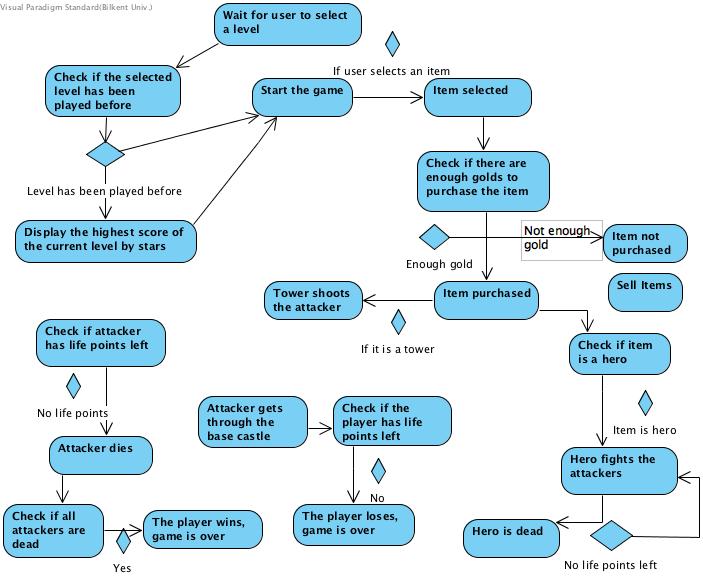 Visual Paradigm Standard(Bilkent Univ.)
Wait for user to select
a level
If user selects an item
Check if the selected
level has been
played before
Start the game
Item selected
Level has been played before
Check if there are
enough golds to
purchase the item
Display the highest score of
the current level by stars
Not enough
gold
Item not
purchased
Enough gold
Sell Items
Tower shoots
the attacker
Item purchased
If it is a tower
Check if attacker
has life points left
Check if item
is a hero
No life points
Item is hero
Attacker gets
through the
base castle
Check if the
player has life
points left
Attacker dies
Hero fights the
attackers
No
Check if all
attackers are
dead
The player wins,
game is over
The player loses,
game is over
Hero is dead
Yes
No life points left